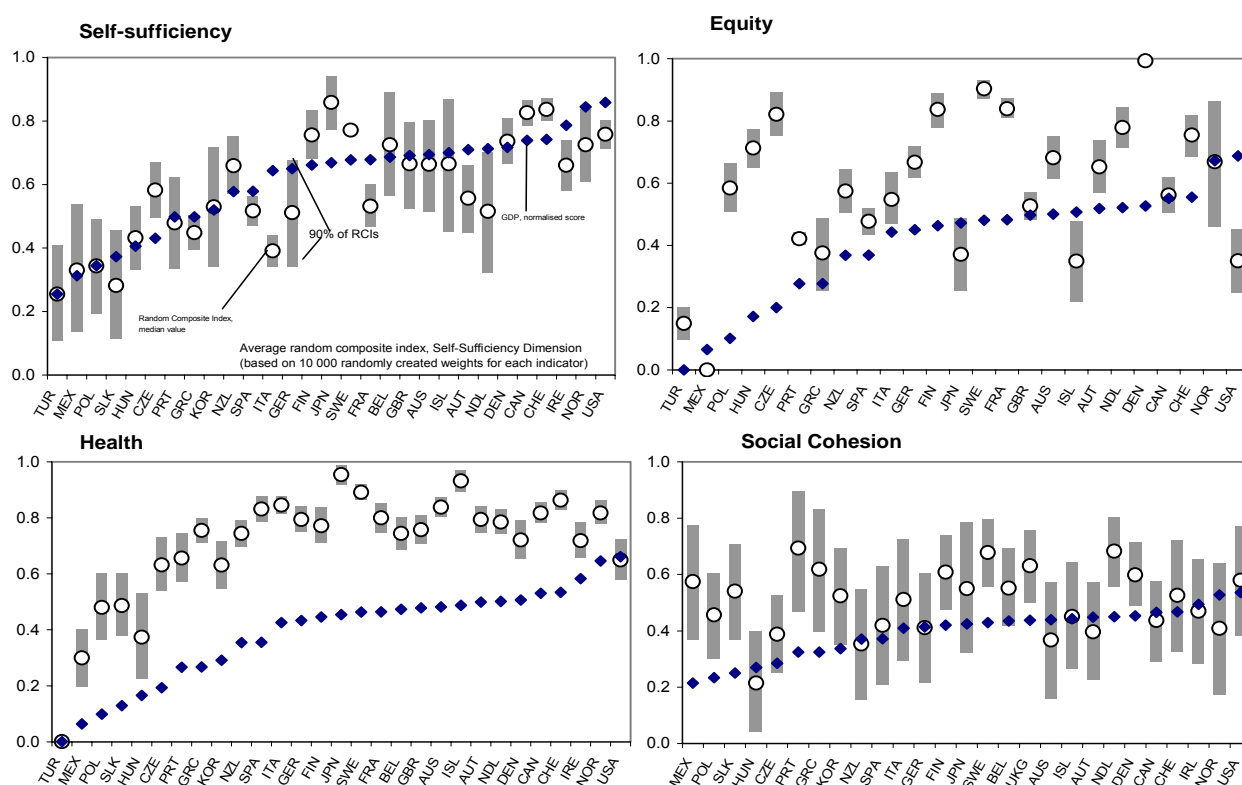 Self-sufficiency
1.0
0.8
0.6
0.4
0.2
0.0
90% of RCIs
GDP, normalised score
Random Composite Index,
median value
Average random composite index, Self-Sufficiency Dimension
(based on 10 000 randomly created weights for each indicator)
TUR MEX POL SLK HUN CZE PRT GRC KOR NZL SPA ITA GER FIN JPN SWE FRA BEL GBR AUS ISL AUT NDL DEN CAN CHE IRE NOR USA
Equity
1.0
0.8
0.6
0.4
0.2
0.0
TUR MEX POL HUN CZE PRT GRC NZL SPA ITA GER FIN JPN SWE FRA GBR AUS ISL AUT NDL DEN CAN CHE NOR USA
Health
1.0
0.8
0.6
0.4
0.2
0.0
TUR MEX POL SLK HUN CZE PRT GRC KOR NZL SPA ITA GER FIN JPN SWE FRA BEL GBR AUS ISL AUT NDL DEN CAN CHE IRE NOR USA
Social Cohesion
1.0
0.8
0.6
0.4
0.2
0.0
MEX POL SLK HUN CZE PRT GRC KOR NZL SPA ITA GER FIN JPN SWE BEL UKG AUS ISL AUT NDL DEN CAN CHE IRL NOR USA